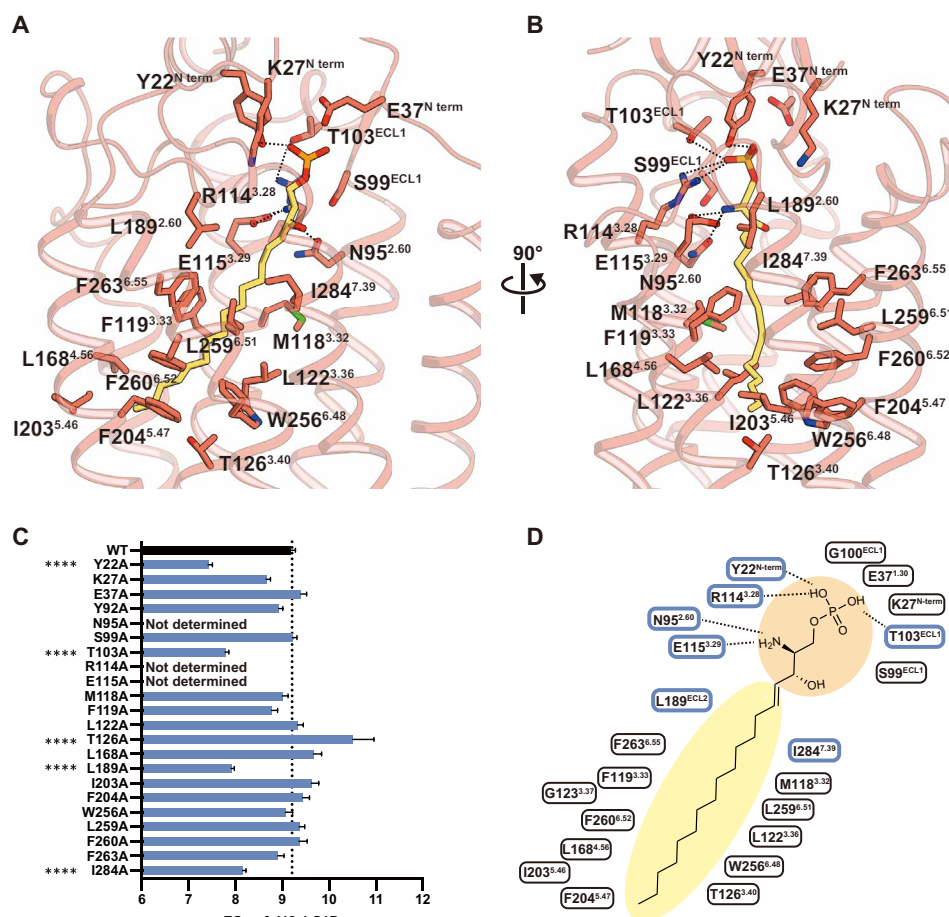 A
Y22N term
K27N term
E37N term
T103ECL1
R1143.28
S99ECL1
L1892.60
E1153.29
N952.60
F2636.55
I2847.39
F1193.33
L2596.51
M1183.32
L1684.56
F2606.52
L1223.36
I2035.46
F2045.47
W2566.48
T1263.40
90°
B
Y22N term
E37N term
T103ECL1
K27N term
S99ECL1
L1892.60
R1143.28
E1153.29
I2847.39
N952.60
F2636.55
M1183.32
L2596.51
F1193.33
L1684.56
F2606.52
L1223.36
I2035.46
F2045.47
W2566.48
T1263.40
C
WT
**** Y22A
K27A
E37A
Y92A
N95A Not determined
S99A
**** T103A
R114A Not determined
E115A Not determined
M118A
F119A
L122A
**** T126A
L168A
**** L189A
I203A
F204A
W256A
L259A
F260A
F263A
**** I284A
6 7 8 9 10 11 12
D
G100ECL1
Y22N-term
E371.30
R1143.28
HO
OH
K27N-term
P
N952.60
O
O
T103ECL1
E1153.29
H2N
S99ECL1
OH
L189ECL2
F2636.55
I2847.39
F1193.33
M1183.32
G1233.37
L2596.51
F2606.52
L1223.36
L1684.56
W2566.48
I2035.46
T1263.40
F2045.47